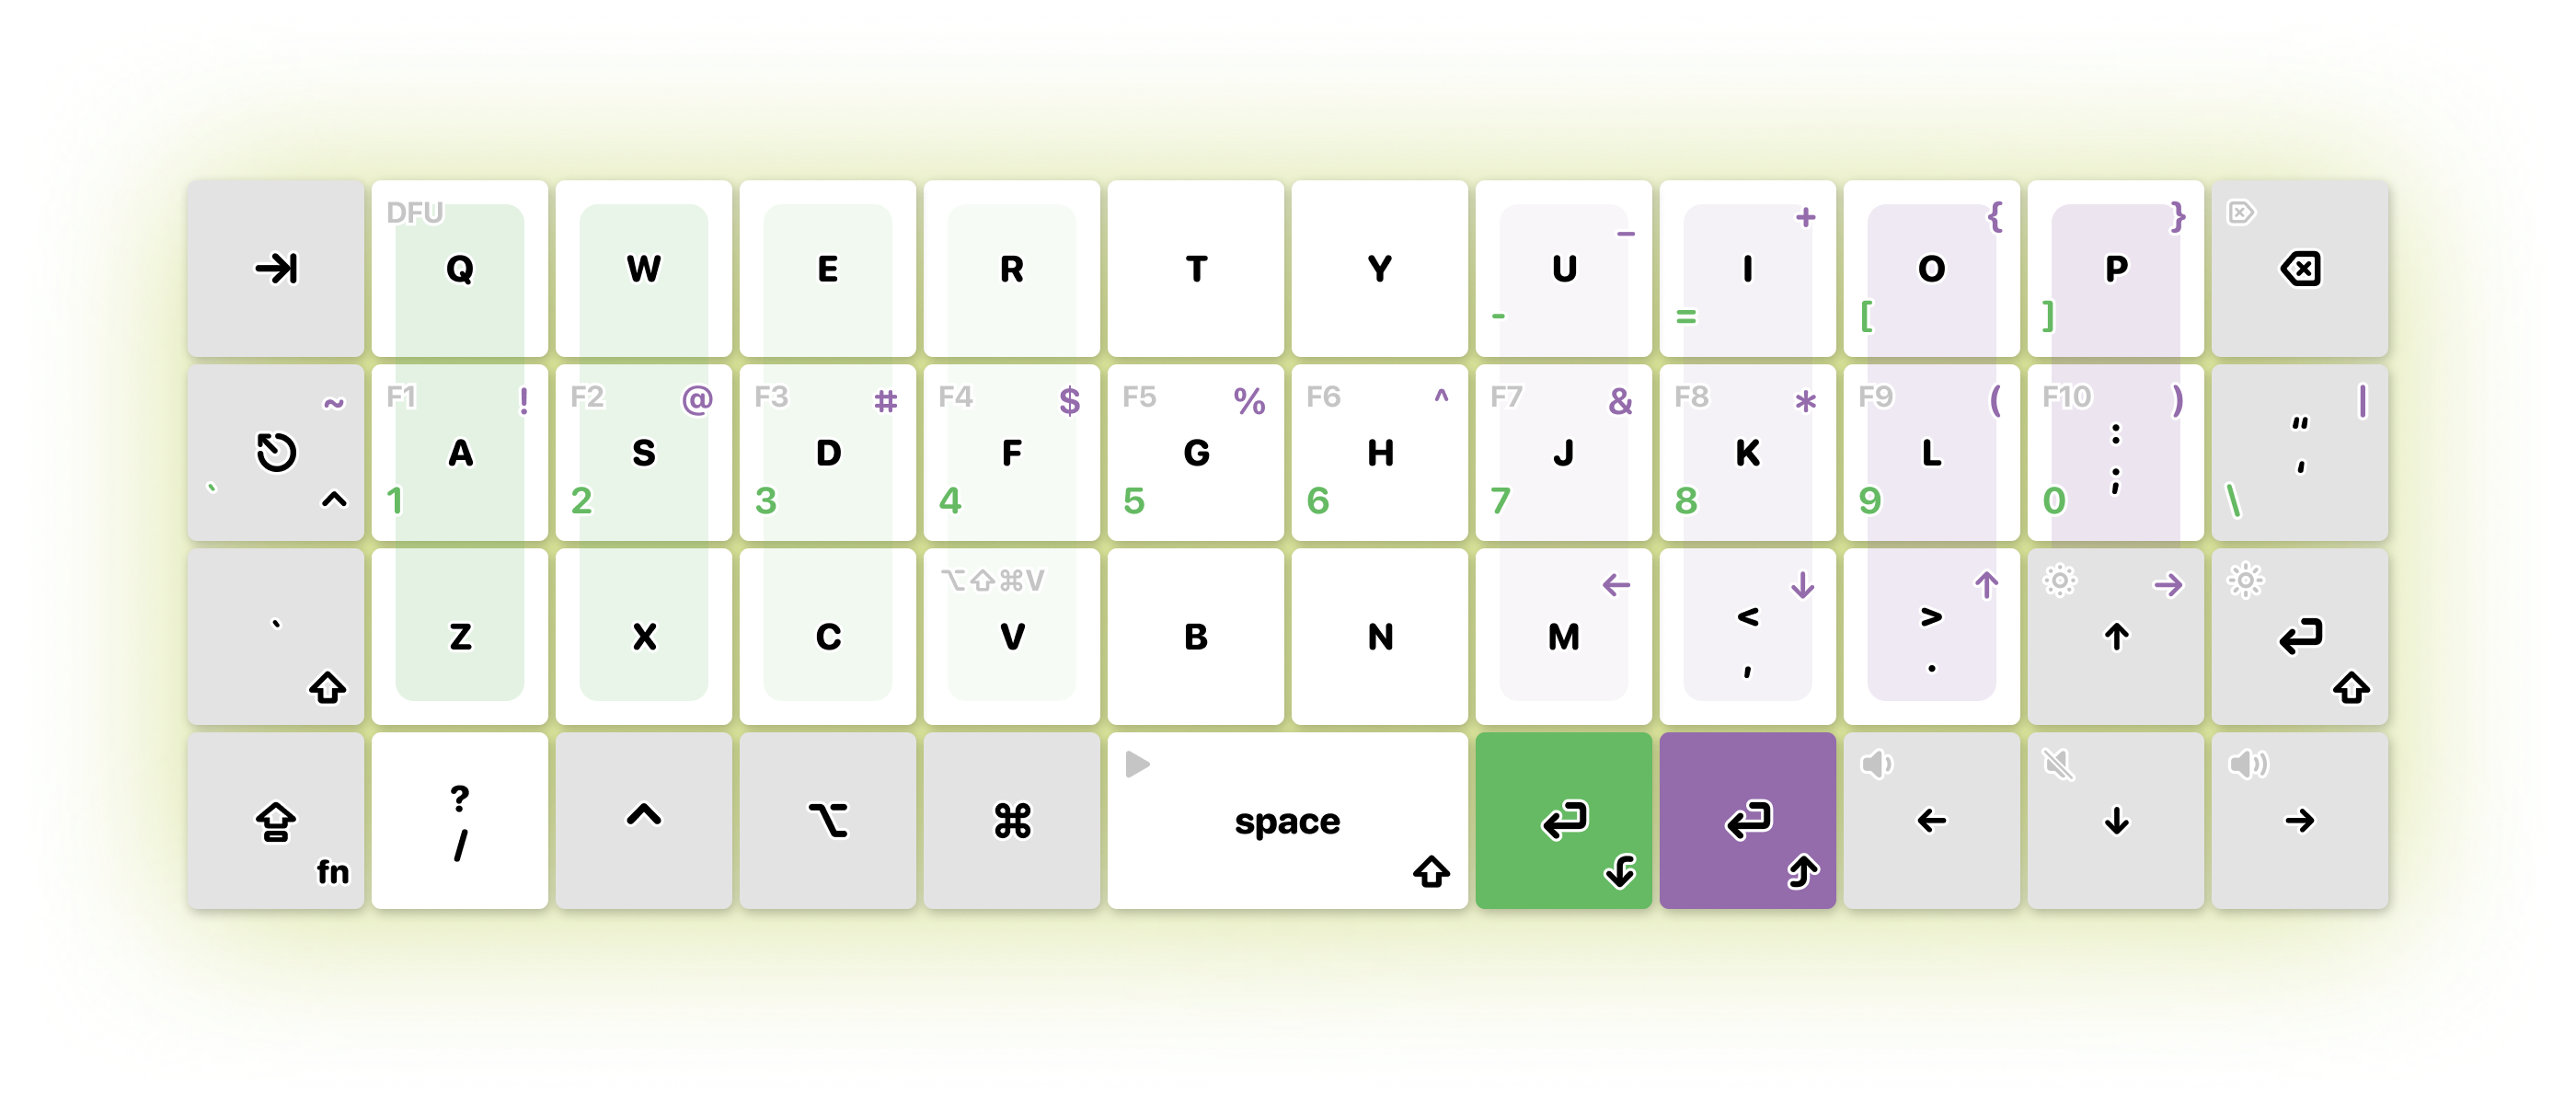 ⇥ DFU Q W E R T Y U _ - I + = O { [ P } ] ⌦ ⌫
~ ⎋ ` ^ F1 ! A 1 F2 @ S 2 F3 # D 3 F4 $ F 4 F5 % G 5 F6 ^ H 6 F7 & J 7 F8 * K 8 F9 ( L 9 F10 ) : ; 0 | " ' \
` ⇧ Z X C ⌥⇧⌘V V B N M ← < , ↓ > . ↑ → ↑ ⏎ ⇧
⇪ fn ? / ^ ⌥ ⌘ space ⇧ ⏎ ⏎ ← ↓ →